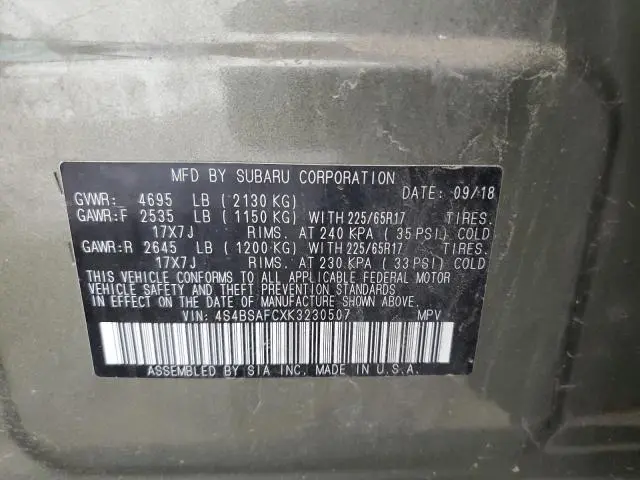 MFD BY SUBARU CORPORATION
GVWR: 4695 LB ( 2130 KG) DATE: 09/18
GAWR:F 2535 LB ( 1150 KG) WITH 225/65R17 TIRES.
17X7J RIMS. AT 240 KPA ( 35 PSI) COLD
GAWR:R 2645 LB ( 1200 KG) WITH 225/65R17 TIRES.
17X7J RIMS. AT 230 KPA ( 33 PSI) COLD
THIS VEHICLE CONFORMS TO ALL APPLICABLE FEDERAL MOTOR
VEHICLE SAFETY AND THEFT PREVENTION STANDARDS
IN EFFECT ON THE DATE OF MANUFACTURE SHOWN ABOVE.
VIN: 4S4BSAFCXK3230507 MPV
ASSEMBLED BY SIA INC. MADE IN U.S.A.